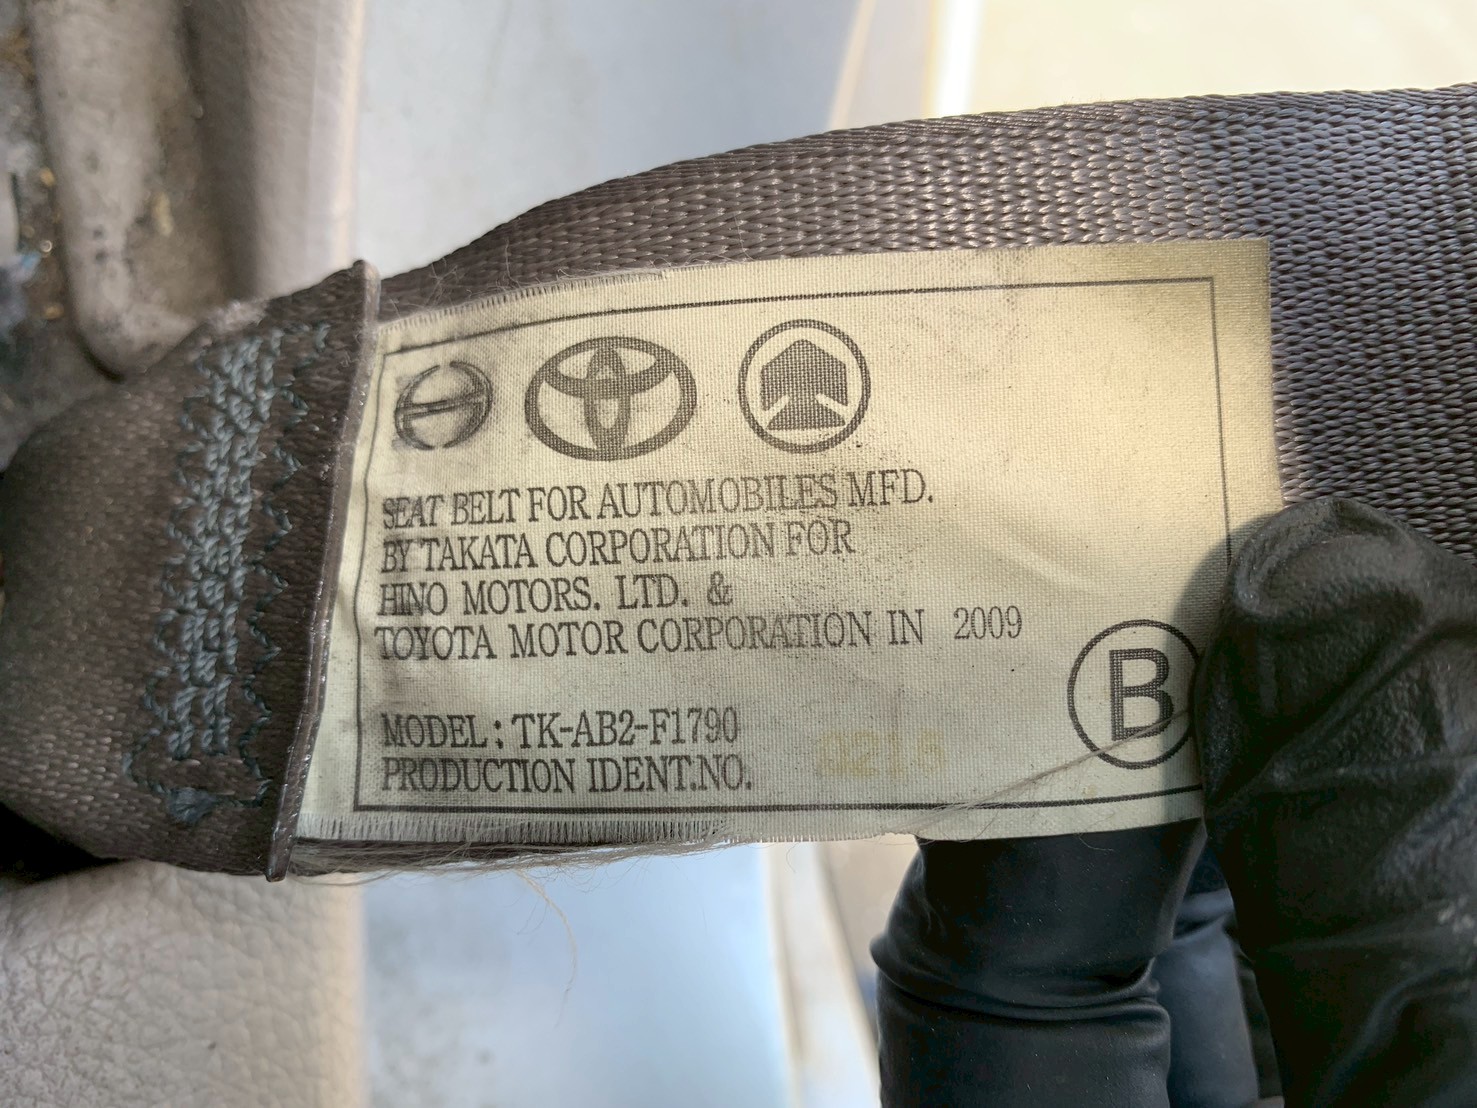 SEAT BELT FOR AUTOMOBILES MFD.
BY TAKATA CORPORATION FOR
HINO MOTORS. LTD. &
TOYOTA MOTOR CORPORATION IN 2009
B
MODEL : TK-AB2-F1790
PRODUCTION IDENT.NO.